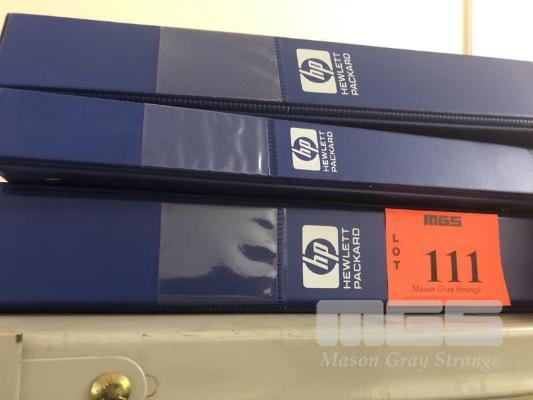 hp
HEWLETT
PACKARD
hp
HEWLETT
PACKARD
hp
HEWLETT
PACKARD
MGS
LOT
111
Mason Gray Strange
MGS
Mason Gray Strange